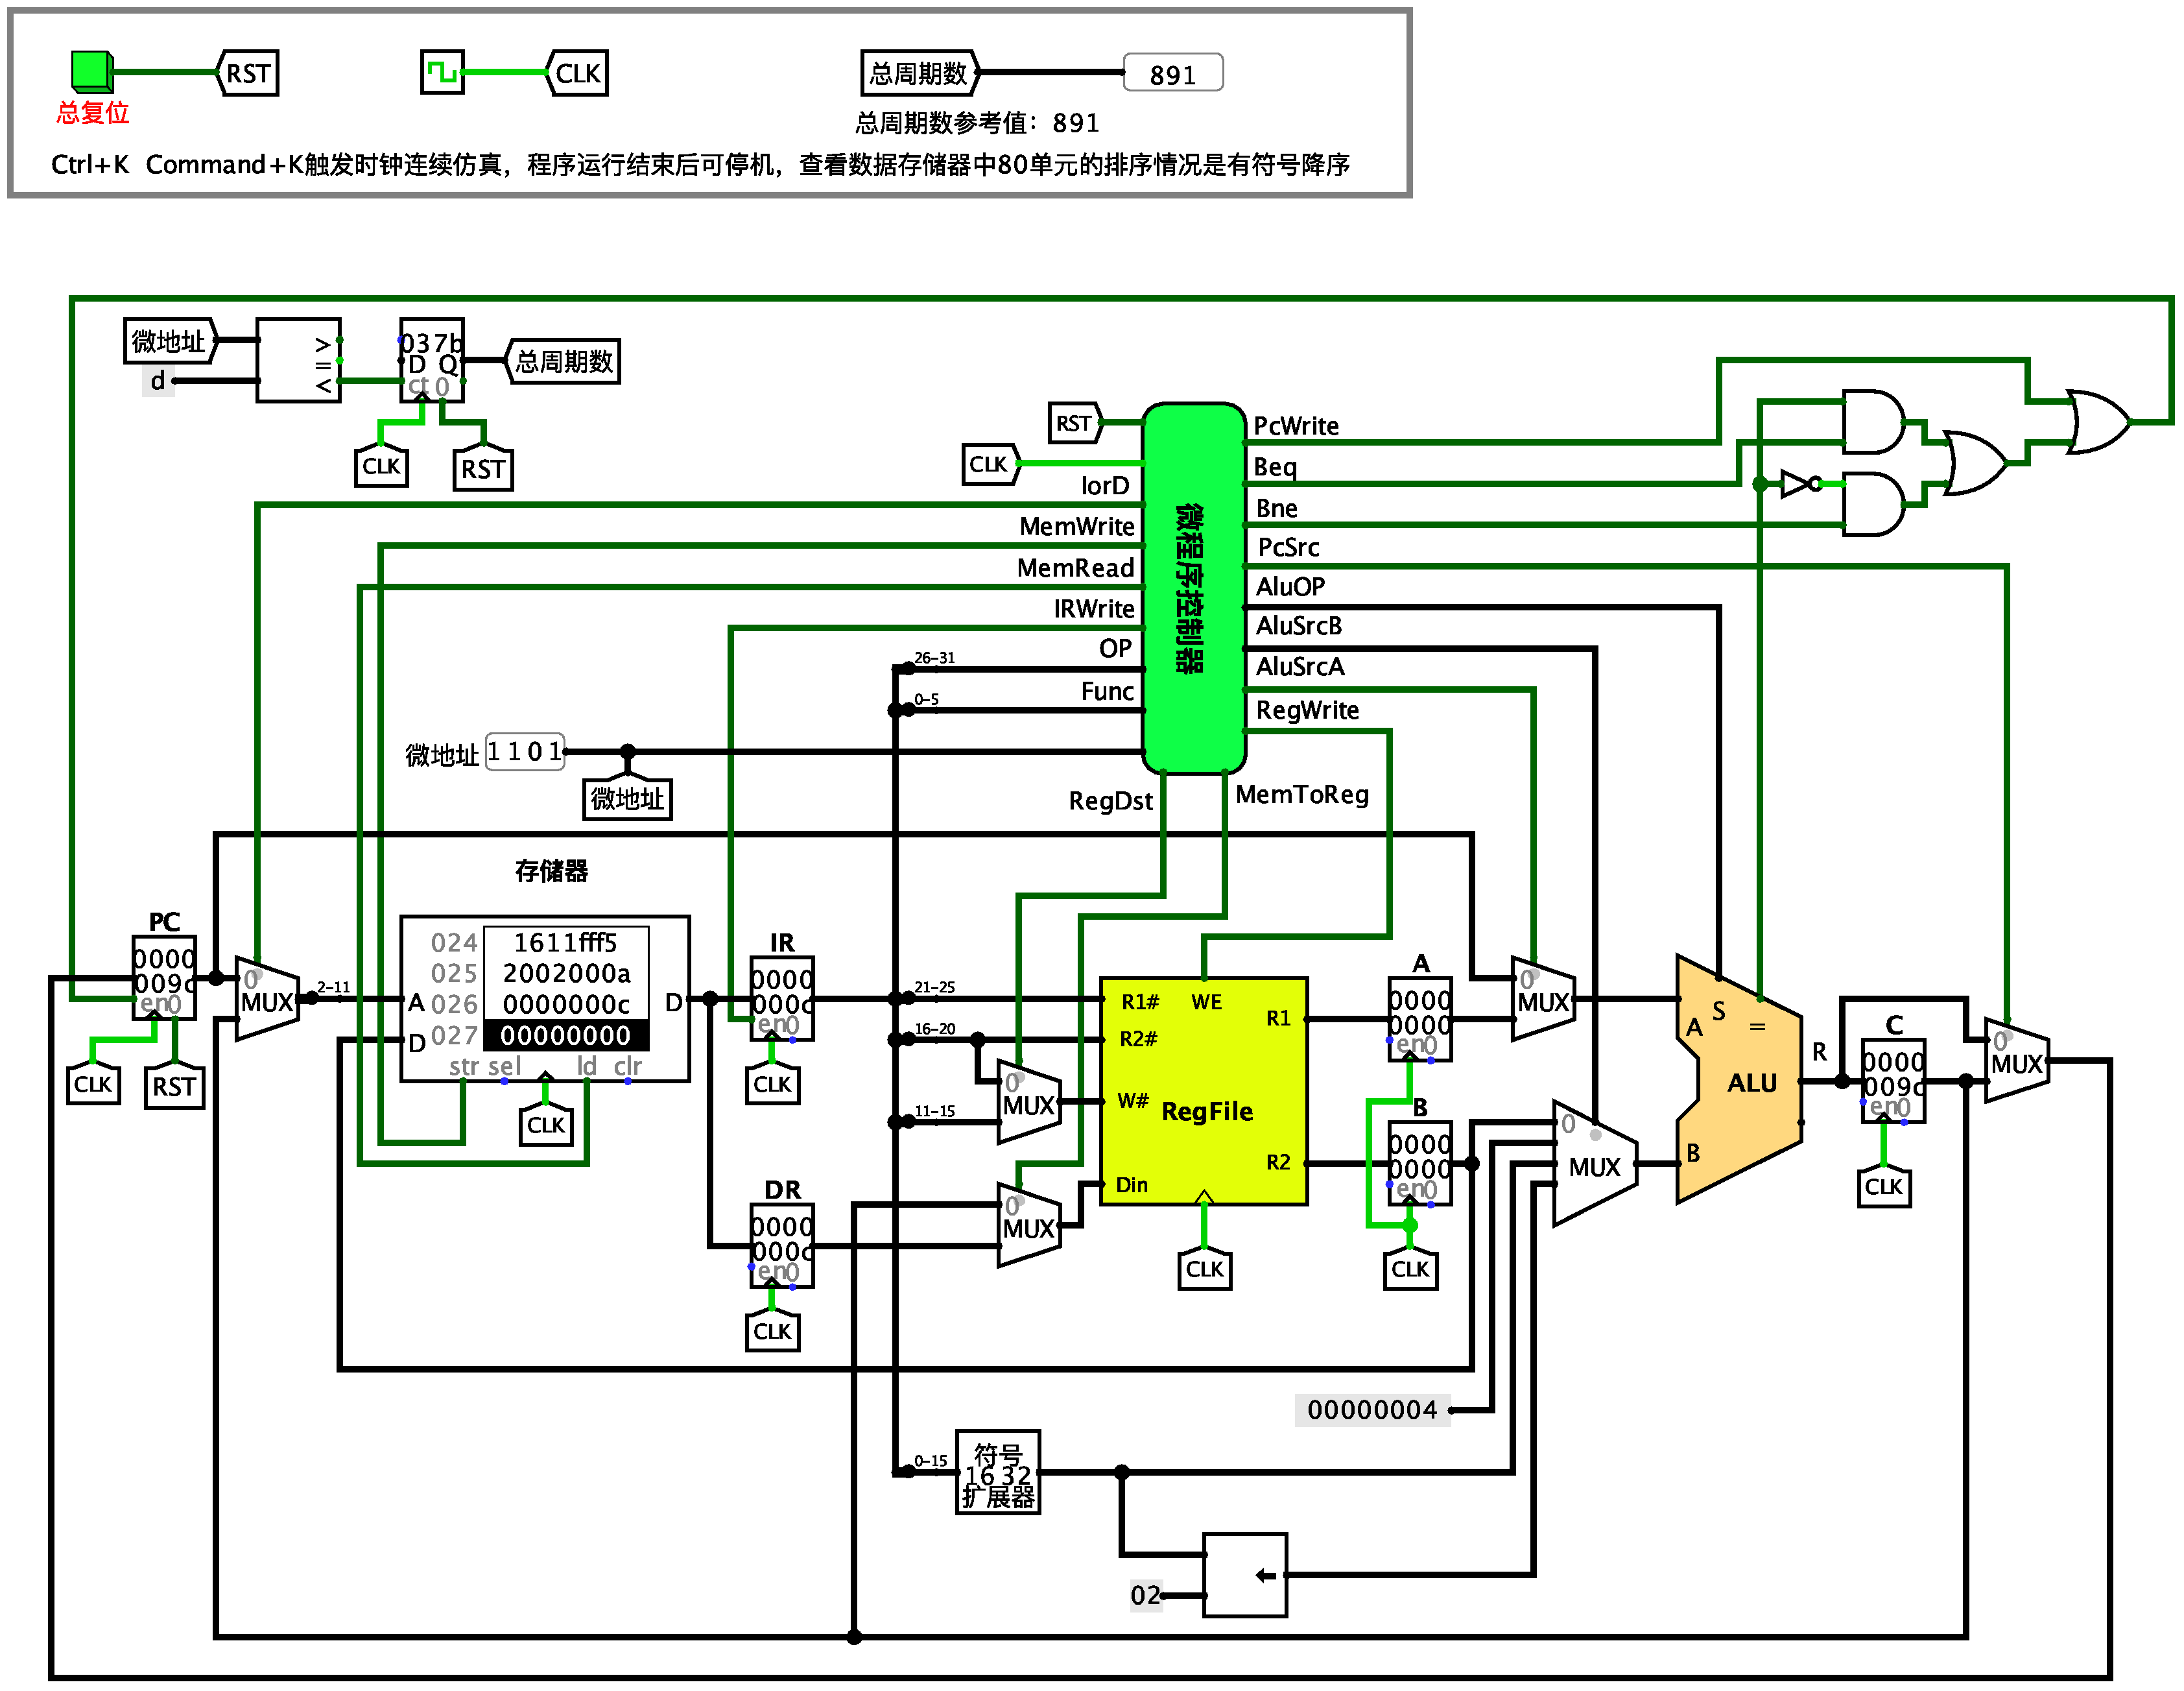 RST
CLK
总周期数
891
总复位
总周期数参考值：891
Ctrl+K Command+K触发时钟连续仿真，程序运行结束后可停机，查看数据存储器中80单元的排序情况是有符号降序
微地址
d
>
=
<
037b
D Q
ct 0
总周期数
CLK
RST
RST
CLK
IorD
MemWrite
MemRead
IRWrite
OP
Func
微程序控制器
PcWrite
Beq
Bne
PcSrc
AluOP
AluSrcB
AluSrcA
RegWrite
RegDst
MemToReg
26-31
0-5
微地址
1101
微地址
存储器
PC
0000
009c
en0
CLK
RST
0
MUX
2-11
A
D
024 1611fff5
025 2002000a
026 0000000c
027 00000000
D
str sel ld clr
CLK
IR
0000
000c
en0
CLK
DR
0000
000c
en0
CLK
21-25
16-20
11-15
0
MUX
0
MUX
R1# WE
R1
R2#
W# RegFile
R2
Din
CLK
A
0000
0000
en0
B
0000
0000
en0
CLK
0
MUX
0
MUX
A S =
ALU
B
R
C
0000
009c
en0
CLK
0
MUX
00000004
0-15
符号
16 32
扩展器
02